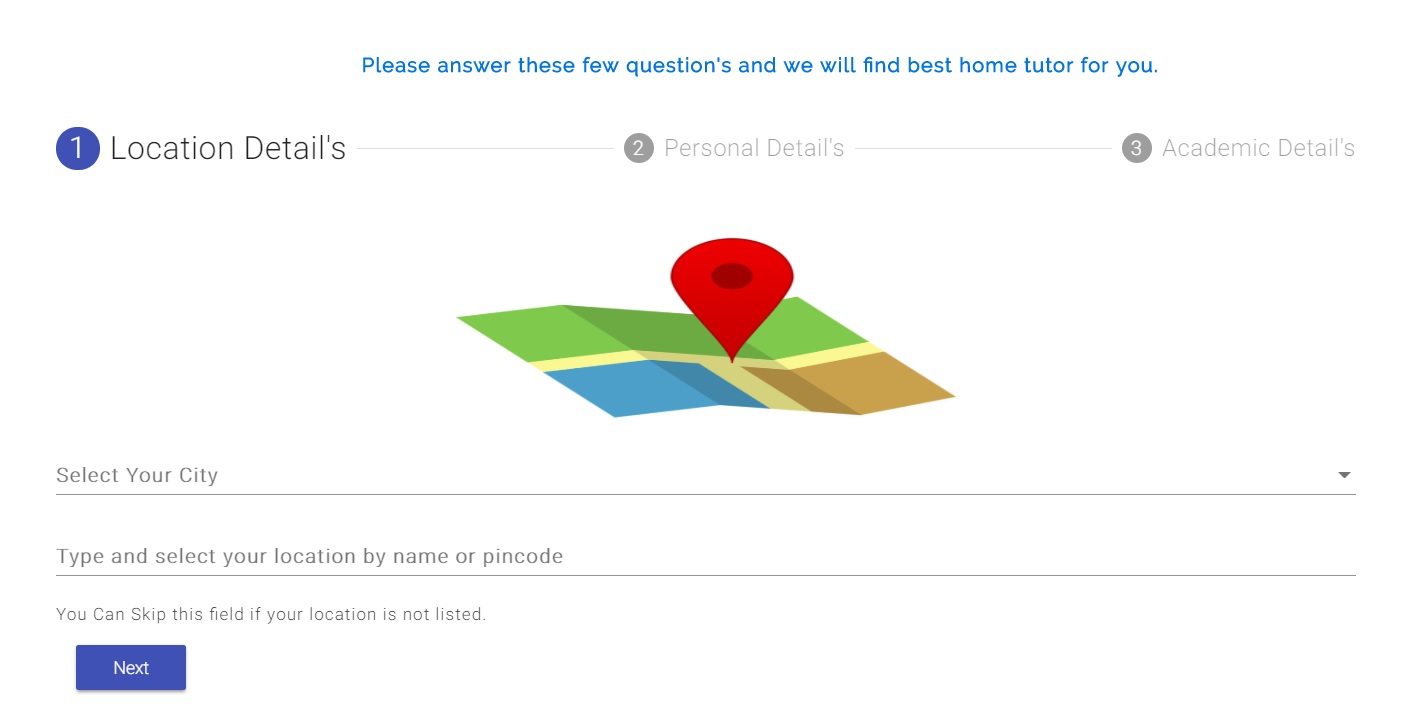 Please answer these few question's and we will find best home tutor for you.
1 Location Detail's 2 Personal Detail's 3 Academic Detail's
Select Your City
Type and select your location by name or pincode
You Can Skip this field if your location is not listed.
Next